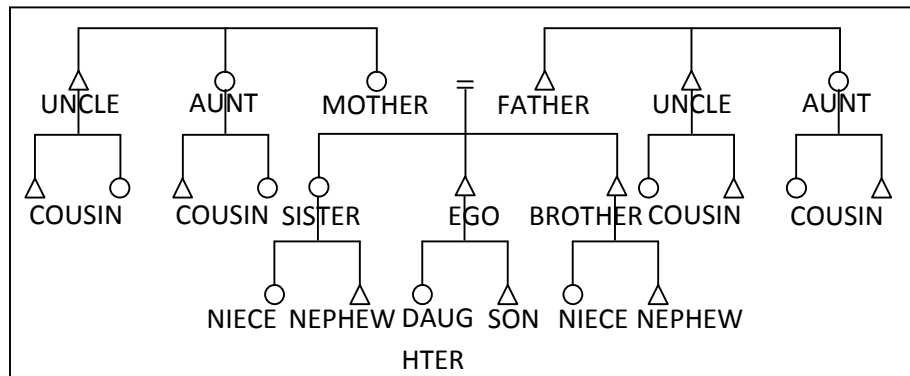 UNCLE AUNT MOTHER = FATHER UNCLE AUNT
COUSIN COUSIN SISTER EGO BROTHER COUSIN COUSIN
NIECE NEPHEW DAUG SON NIECE NEPHEW
HTER